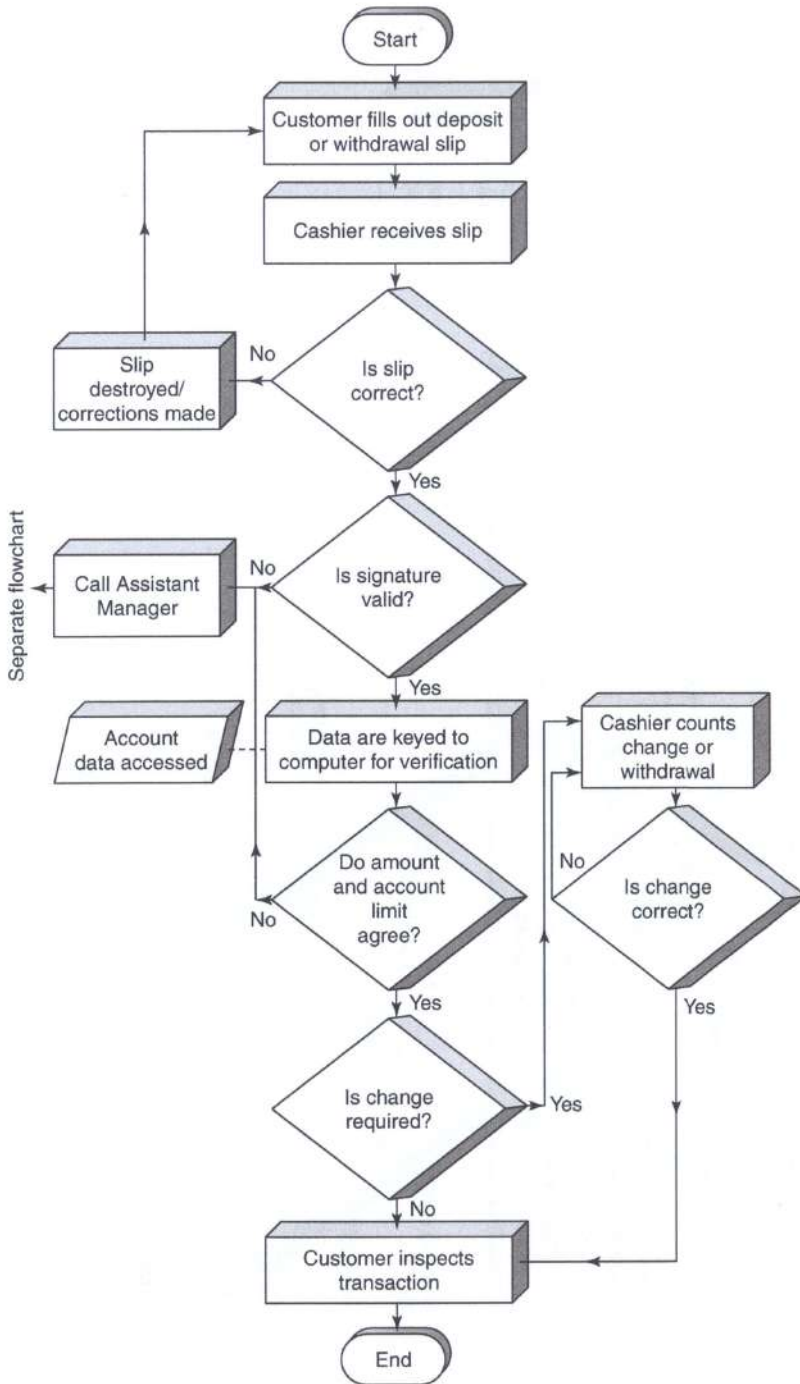 Start
Customer fills out deposit
or withdrawal slip
Cashier receives slip
Is slip
correct?
No
Slip
destroyed/
corrections made
Yes
Is signature
valid?
No
Call Assistant
Manager
Separate flowchart
Yes
Data are keyed to
computer for verification
Account
data accessed
Do amount
and account
limit
agree?
No
Yes
Is change
required?
Yes
Cashier counts
change or
withdrawal
Is change
correct?
No
Yes
No
Customer inspects
transaction
End